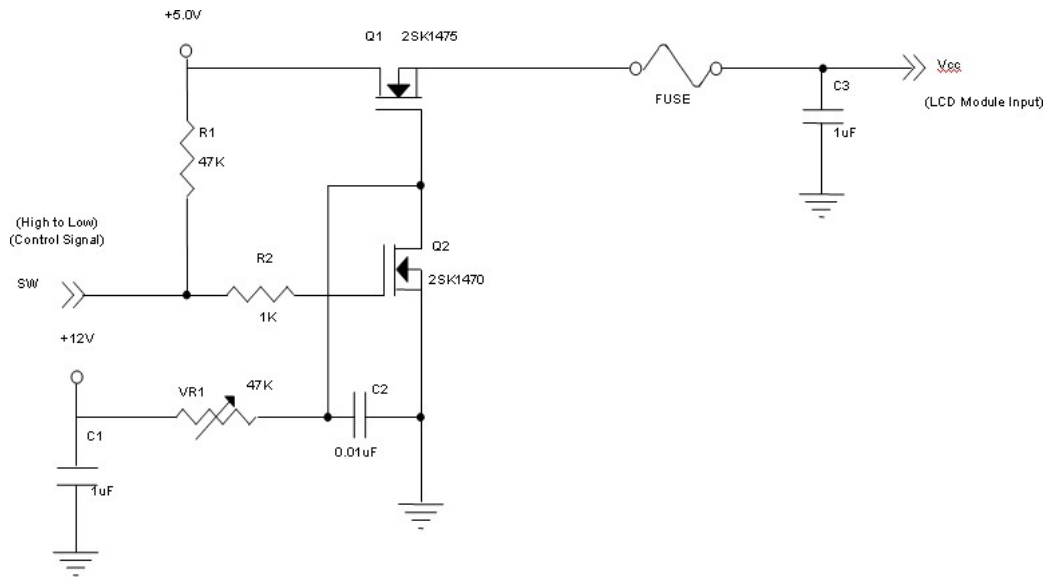 +5.0V
Q1 2SK1475
FUSE
Vcc
C3
(LCD Module Input)
1uF
R1
47K
(High to Low)
(Control Signal)
SW
R2
1K
Q2
2SK1470
+12V
VR1
47K
C2
C1
0.01uF
1uF